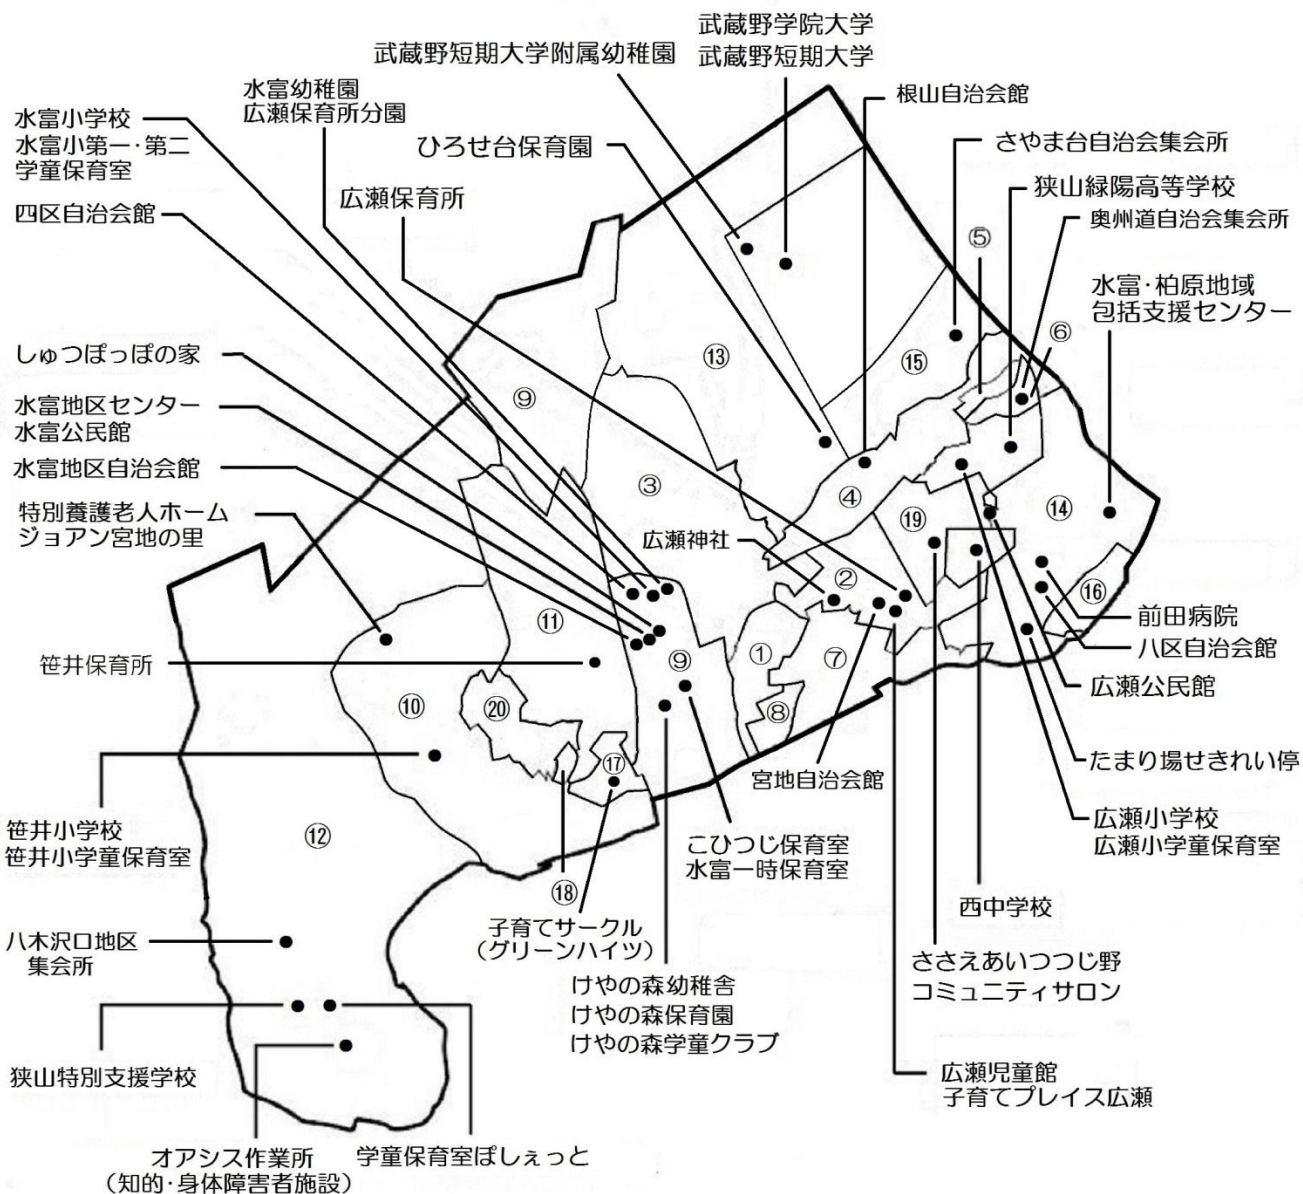 武蔵野学院大学
武蔵野短期大学
武蔵野短期大学附属幼稚園
水富幼稚園
広瀬保育所分園
根山自治会館
水富小学校
水富小第一・第二
学童保育室
ひろせ台保育園
さやま台自治会集会所
狭山緑陽高等学校
広瀬保育所
四区自治会館
奥州道自治会集会所
⑤
水富・柏原地域
包括支援センター
⑥
しゅつぽっぽの家
⑬
⑮
⑨
水富地区センター
水富公民館
水富地区自治会館
③
④
特別養護老人ホーム
ジョアン宮地の里
⑲
⑭
広瀬神社
②
⑯
前田病院
⑪
八区自治会館
笹井保育所
①
⑦
⑨
広瀬公民館
⑩
⑳
⑧
⑰
たまり場せきれい停
宮地自治会館
笹井小学校
笹井小学童保育室
⑫
広瀬小学校
広瀬小学童保育室
こひつじ保育室
水富一時保育室
⑱
西中学校
子育てサークル
(グリーンハイツ)
八木沢口地区
集会所
ささえあいつつじ野
コミュニティサロン
けやの森幼稚舎
けやの森保育園
けやの森学童クラブ
狭山特別支援学校
広瀬児童館
子育てプレイス広瀬
オアシス作業所
(知的・身体障害者施設)
学童保育室ぽしぇっと